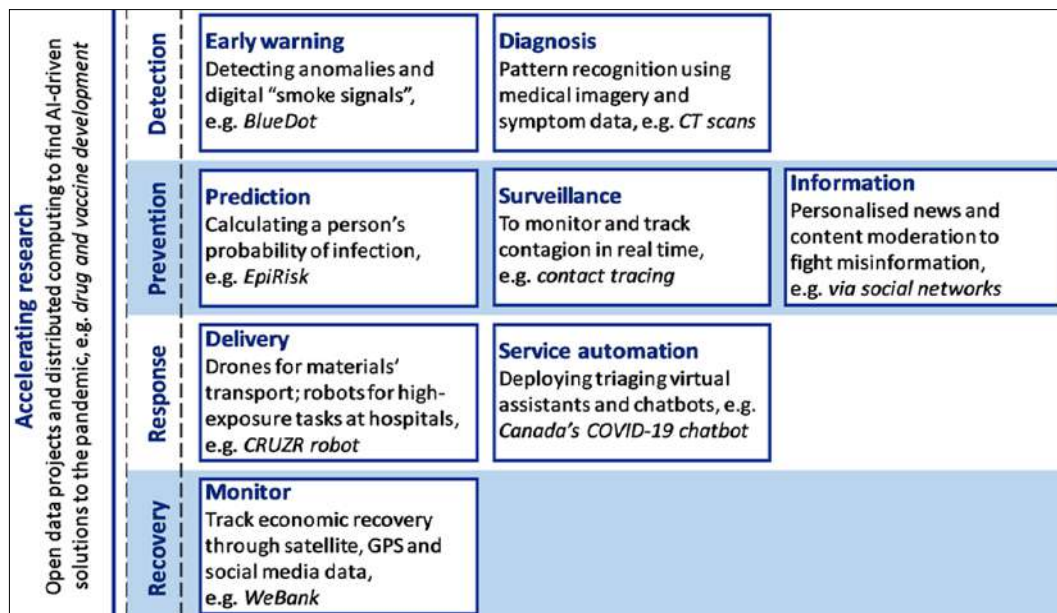 Accelerating research
Open data projects and distributed computing to find AI-driven
solutions to the pandemic, e.g. drug and vaccine development
Detection
Early warning
Detecting anomalies and
digital “smoke signals”,
e.g. BlueDot
Diagnosis
Pattern recognition using
medical imagery and
symptom data, e.g. CT scans
Prevention
Prediction
Calculating a person’s
probability of infection,
e.g. EpiRisk
Surveillance
To monitor and track
contagion in real time,
e.g. contact tracing
Information
Personalised news and
content moderation to
fight misinformation,
e.g. via social networks
Response
Delivery
Drones for materials’
transport; robots for high-
exposure tasks at hospitals,
e.g. CRUZR robot
Service automation
Deploying triaging virtual
assistants and chatbots, e.g.
Canada’s COVID-19 chatbot
Recovery
Monitor
Track economic recovery
through satellite, GPS and
social media data,
e.g. WeBank